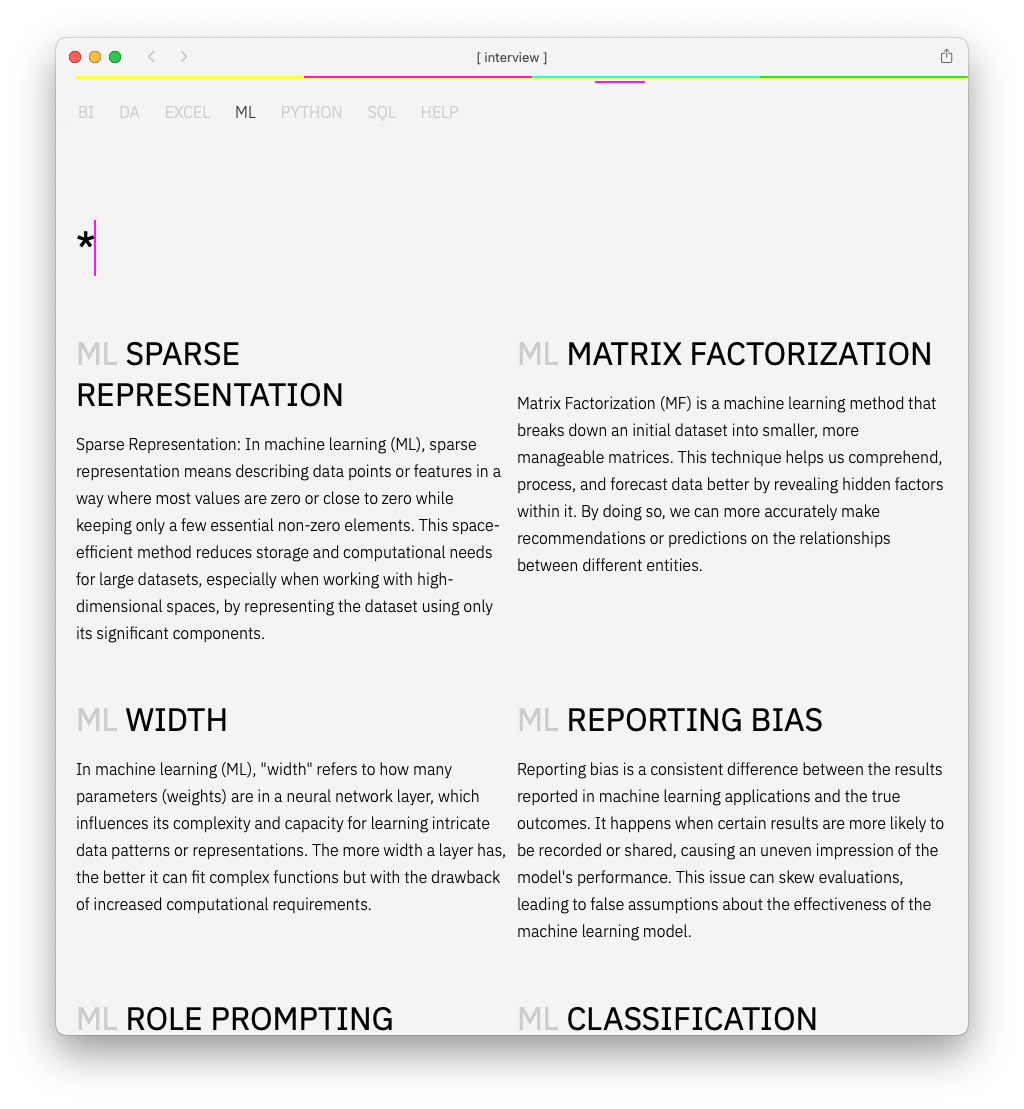 [ interview ]
BI DA EXCEL ML PYTHON SQL HELP
*
ML SPARSE
REPRESENTATION
Sparse Representation: In machine learning (ML), sparse
representation means describing data points or features in a
way where most values are zero or close to zero while
keeping only a few essential non-zero elements. This space-
efficient method reduces storage and computational needs
for large datasets, especially when working with high-
dimensional spaces, by representing the dataset using only
its significant components.
ML MATRIX FACTORIZATION
Matrix Factorization (MF) is a machine learning method that
breaks down an initial dataset into smaller, more
manageable matrices. This technique helps us comprehend,
process, and forecast data better by revealing hidden factors
within it. By doing so, we can more accurately make
recommendations or predictions on the relationships
between different entities.
ML WIDTH
In machine learning (ML), "width" refers to how many
parameters (weights) are in a neural network layer, which
influences its complexity and capacity for learning intricate
data patterns or representations. The more width a layer has,
the better it can fit complex functions but with the drawback
of increased computational requirements.
ML REPORTING BIAS
Reporting bias is a consistent difference between the results
reported in machine learning applications and the true
outcomes. It happens when certain results are more likely to
be recorded or shared, causing an uneven impression of the
model's performance. This issue can skew evaluations,
leading to false assumptions about the effectiveness of the
machine learning model.
ML ROLE PROMPTING
ML CLASSIFICATION